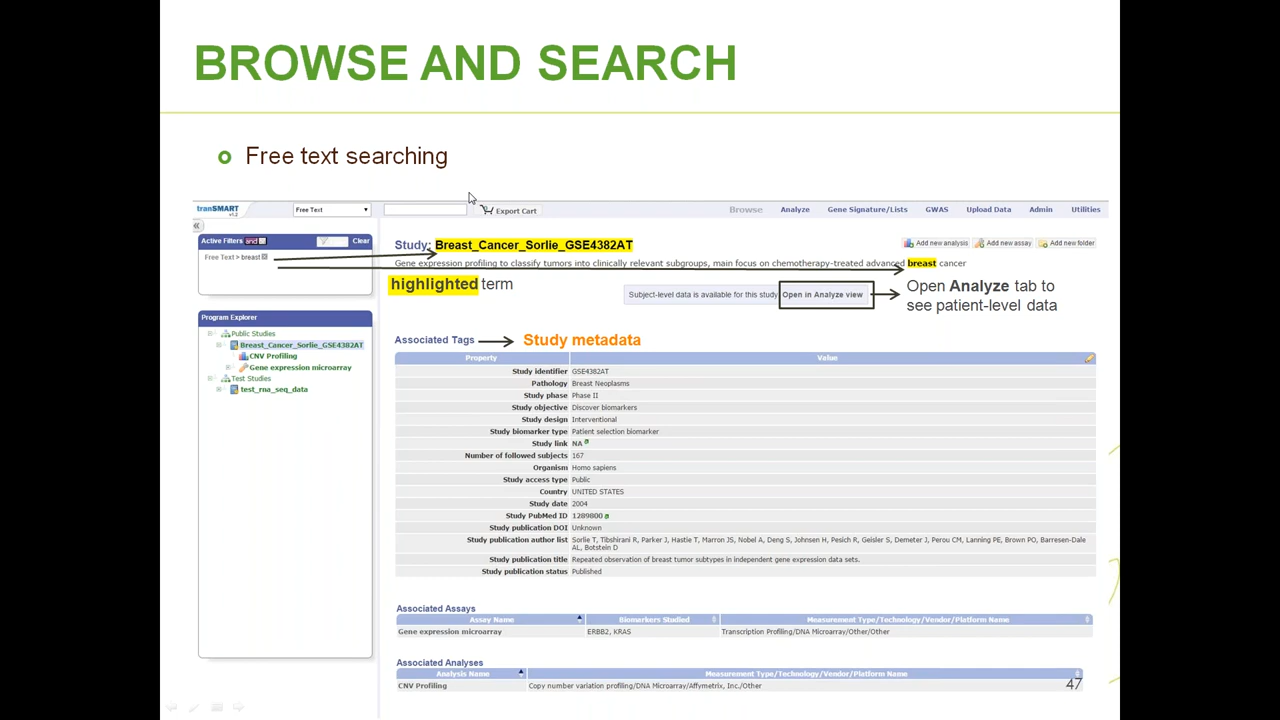 BROWSE AND SEARCH
Free text searching
tranSMART
v1.2
Free Text
Export Cart
Browse
Analyze
Gene Signature/Lists
GWAS
Upload Data
Admin
Utilities
Active Filters and
Clear
Free Text > breast
Study: Breast_Cancer_Sorlie_GSE4382AT
Add new analysis
Add new assay
Add new folder
Gene expression profiling to classify tumors into clinically relevant subgroups, main focus on chemotherapy-treated advanced breast cancer
highlighted term
Subject-level data is available for this study
Open in Analyze view
Open Analyze tab to
see patient-level data
Program Explorer
Public Studies
Breast_Cancer_Sorlie_GSE4382AT
CNV Profiling
Gene expression microarray
Test Studies
test_rna_seq_data
Associated Tags
Study metadata
Property Value
Study identifier GSE4382AT
Pathology Breast Neoplasms
Study phase Phase II
Study objective Discover biomarkers
Study design Interventional
Study biomarker type Patient selection biomarker
Study link NA
Number of followed subjects 167
Organism Homo sapiens
Study access type Public
Country UNITED STATES
Study date 2004
Study PubMed ID 1289800
Study publication DOI Unknown
Study publication author list Sorlie T, Tibshirani R, Parker J, Hastie T, Marron JS, Nobel A, Deng S, Johnsen H, Pesich R, Geisler S, Demeter J, Perou CM, Lønning PE, Brown PO, Børresen-Dale
AL, Botstein D
Study publication title Repeated observation of breast tumor subtypes in independent gene expression data sets.
Study publication status Published
Associated Assays
Assay Name Biomarkers Studied Measurement Type/Technology/Vendor/Platform Name
Gene expression microarray ERBB2, KRAS Transcription Profiling/DNA Microarray/Other/Other
Associated Analyses
Analysis Name Measurement Type/Technology/Vendor/Platform Name
CNV Profiling Copy number variation profiling/DNA Microarray/Affymetrix, Inc./Other
47